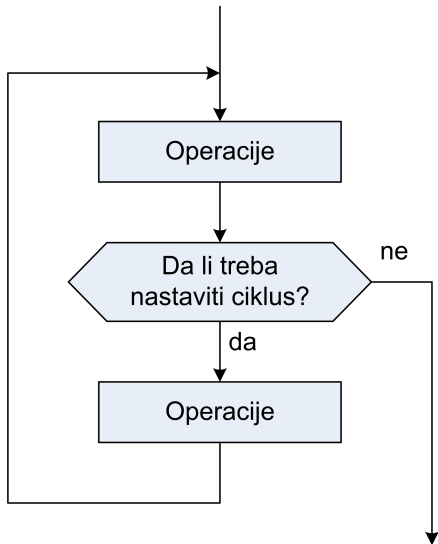 Operacije
ne
Da li treba
nastaviti ciklus?
da
Operacije